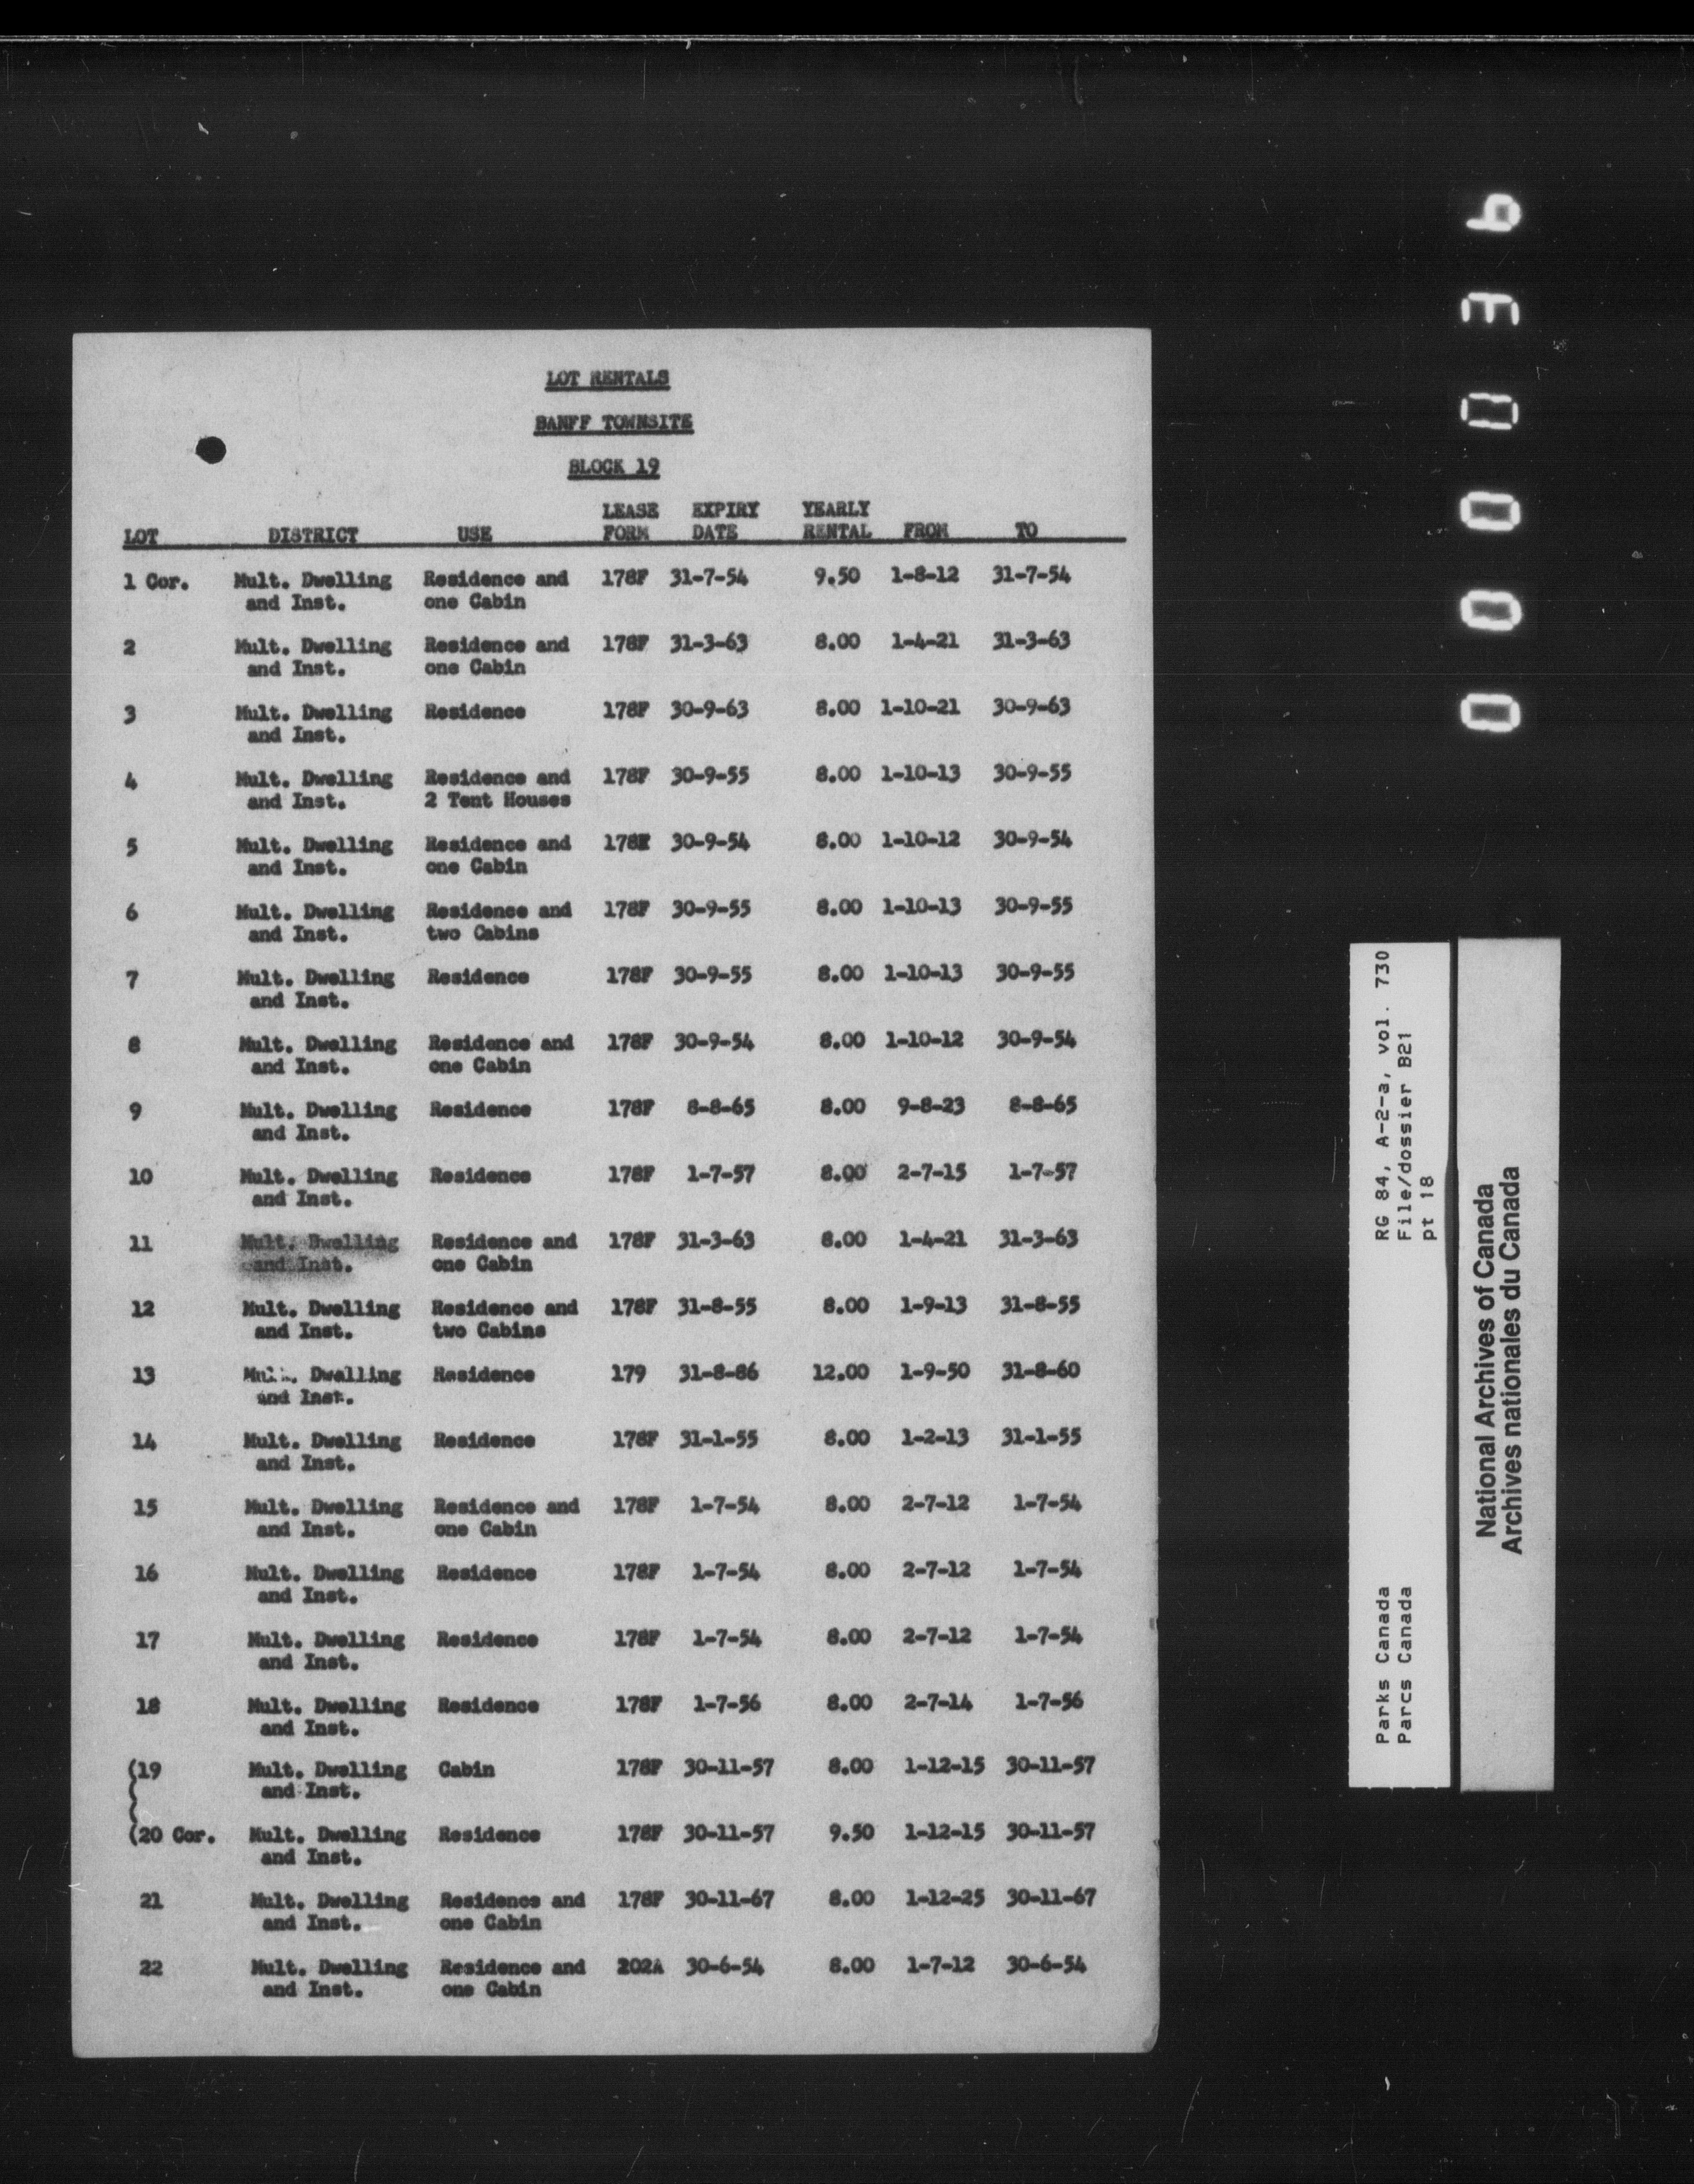 LOT RENTALS
BANFF TOWNSITE
BLOCK 19
LEASE EXPIRY YEARLY
LOT DISTRICT USE FORM DATE RENTAL FROM TO
1 Cor. Mult. Dwelling Residence and 178F 31-7-54 9.50 1-8-12 31-7-54
and Inst. one Cabin
2 Mult. Dwelling Residence and 178F 31-3-63 8.00 1-4-21 31-3-63
and Inst. one Cabin
3 Mult. Dwelling Residence 178F 30-9-63 8.00 1-10-21 30-9-63
and Inst.
4 Mult. Dwelling Residence and 178F 30-9-55 8.00 1-10-13 30-9-55
and Inst. 2 Tent Houses
5 Mult. Dwelling Residence and 30-9-54 8.00 1-10-12 30-9-54
and Inst. one Cabin
6 Mult. Dwelling Residence and 178F 30-9-55 8.00 1-10-13 30-9-55
and Inst. two Cabins
7 Mult. Dwelling Residence 178F 30-9-55 8.00 1-10-13 30-9-55
and Inst.
8 Mult. Dwelling Residence and 178F 30-9-54 8.00 1-10-12 30-9-54
and Inst. one Cabin
9 Mult. Dwelling Residence 178F 8-8-65 8.00 9-8-23 8-8-65
and Inst.
10 Mult. Dwelling Residence 178F 1-7-57 8.00 2-7-15 1-7-57
and Inst.
11 Mult. Dwelling Residence and 178F 31-3-63 8.00 1-4-21 31-3-63
and Inst. one Cabin
12 Mult. Dwelling Residence and 178F 31-8-55 8.00 1-9-13 31-8-55
and Inst. two Cabins
13 Mult. Dwelling Residence 179 31-8-86 12.00 1-9-50 31-8-60
and Inst.
14 Mult. Dwelling Residence 178F 31-1-55 8.00 1-2-13 31-1-55
and Inst.
15 Mult. Dwelling Residence and 178F 1-7-54 8.00 2-7-12 1-7-54
and Inst. one Cabin
16 Mult. Dwelling Residence 178F 1-7-54 8.00 2-7-12 1-7-54
and Inst.
17 Mult. Dwelling Residence 178F 1-7-54 8.00 2-7-12 1-7-54
and Inst.
18 Mult. Dwelling Residence 178F 1-7-56 8.00 2-7-14 1-7-56
and Inst.
(19 Mult. Dwelling Cabin 178F 30-11-57 8.00 1-12-15 30-11-57
and Inst.
(20 Cor. Mult. Dwelling Residence 178F 30-11-57 9.50 1-12-15 30-11-57
and Inst.
21 Mult. Dwelling Residence and 178F 30-11-67 8.00 1-12-25 30-11-67
and Inst. one Cabin
22 Mult. Dwelling Residence and 202A 30-6-54 8.00 1-7-12 30-6-54
and Inst. one Cabin
000036
Parks Canada RG 84, A-2-a, vol. 730
Parcs Canada File/dossier B21
pt 18
National Archives of Canada
Archives nationales du Canada